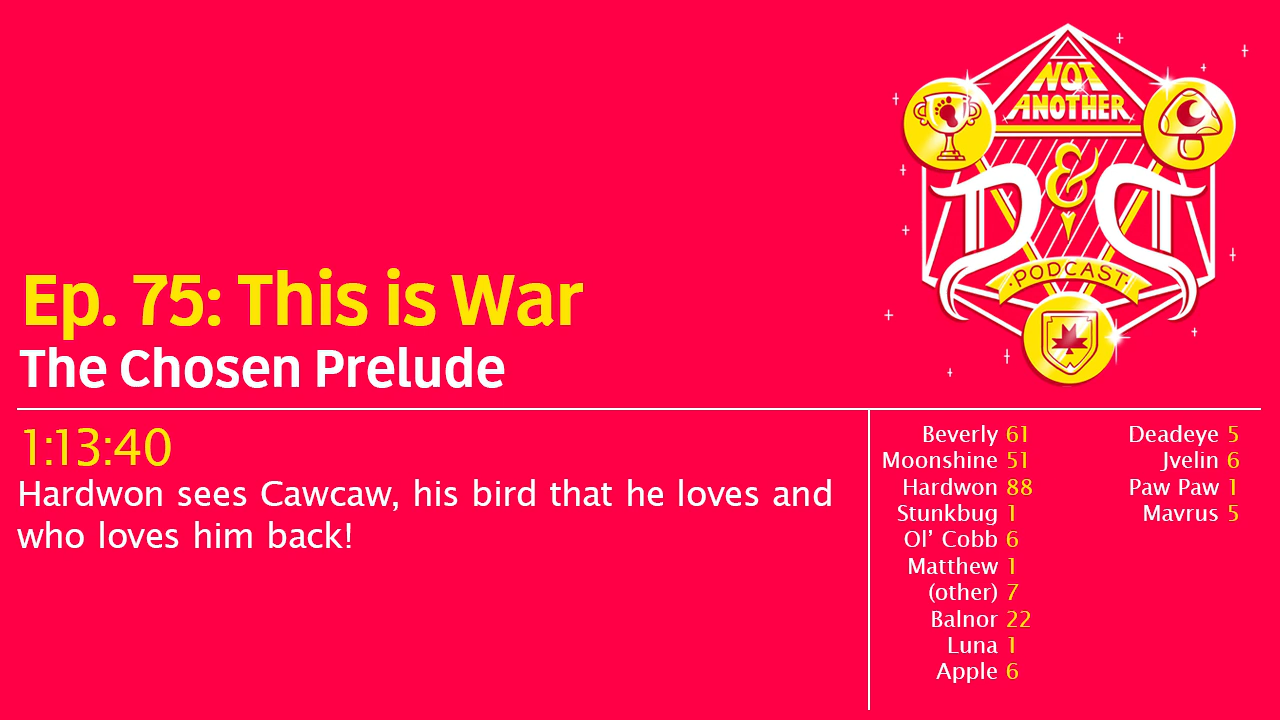 NOT
ANOTHER
D&D
PODCAST
Ep. 75: This is War
The Chosen Prelude
1:13:40
Hardwon sees Cawcaw, his bird that he loves and
who loves him back!
Beverly 61
Moonshine 51
Hardwon 88
Stunkbug 1
Ol' Cobb 6
Matthew 1
(other) 7
Balnor 22
Luna 1
Apple 6
Deadeye 5
Jvelin 6
Paw Paw 1
Mavrus 5